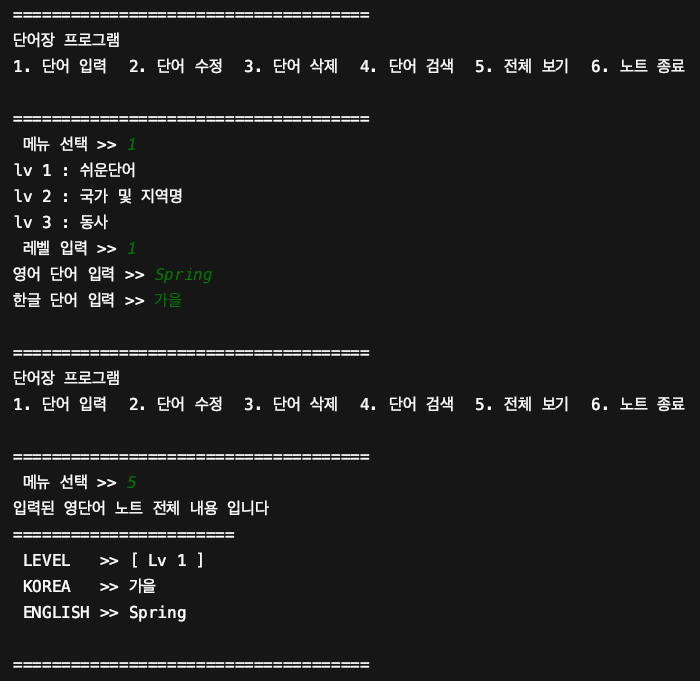 =====================================
단어장 프로그램
1. 단어 입력  2. 단어 수정  3. 단어 삭제  4. 단어 검색  5. 전체 보기  6. 노트 종료
=====================================
메뉴 선택 >> 1
lv 1 : 쉬운단어
lv 2 : 국가 및 지역명
lv 3 : 동사
레벨 입력 >> 1
영어 단어 입력 >> Spring
한글 단어 입력 >> 가을
=====================================
단어장 프로그램
1. 단어 입력  2. 단어 수정  3. 단어 삭제  4. 단어 검색  5. 전체 보기  6. 노트 종료
=====================================
메뉴 선택 >> 5
입력된 영단어 노트 전체 내용 입니다
=======================
LEVEL   >> [ Lv 1 ]
KOREA   >> 가을
ENGLISH >> Spring
=====================================